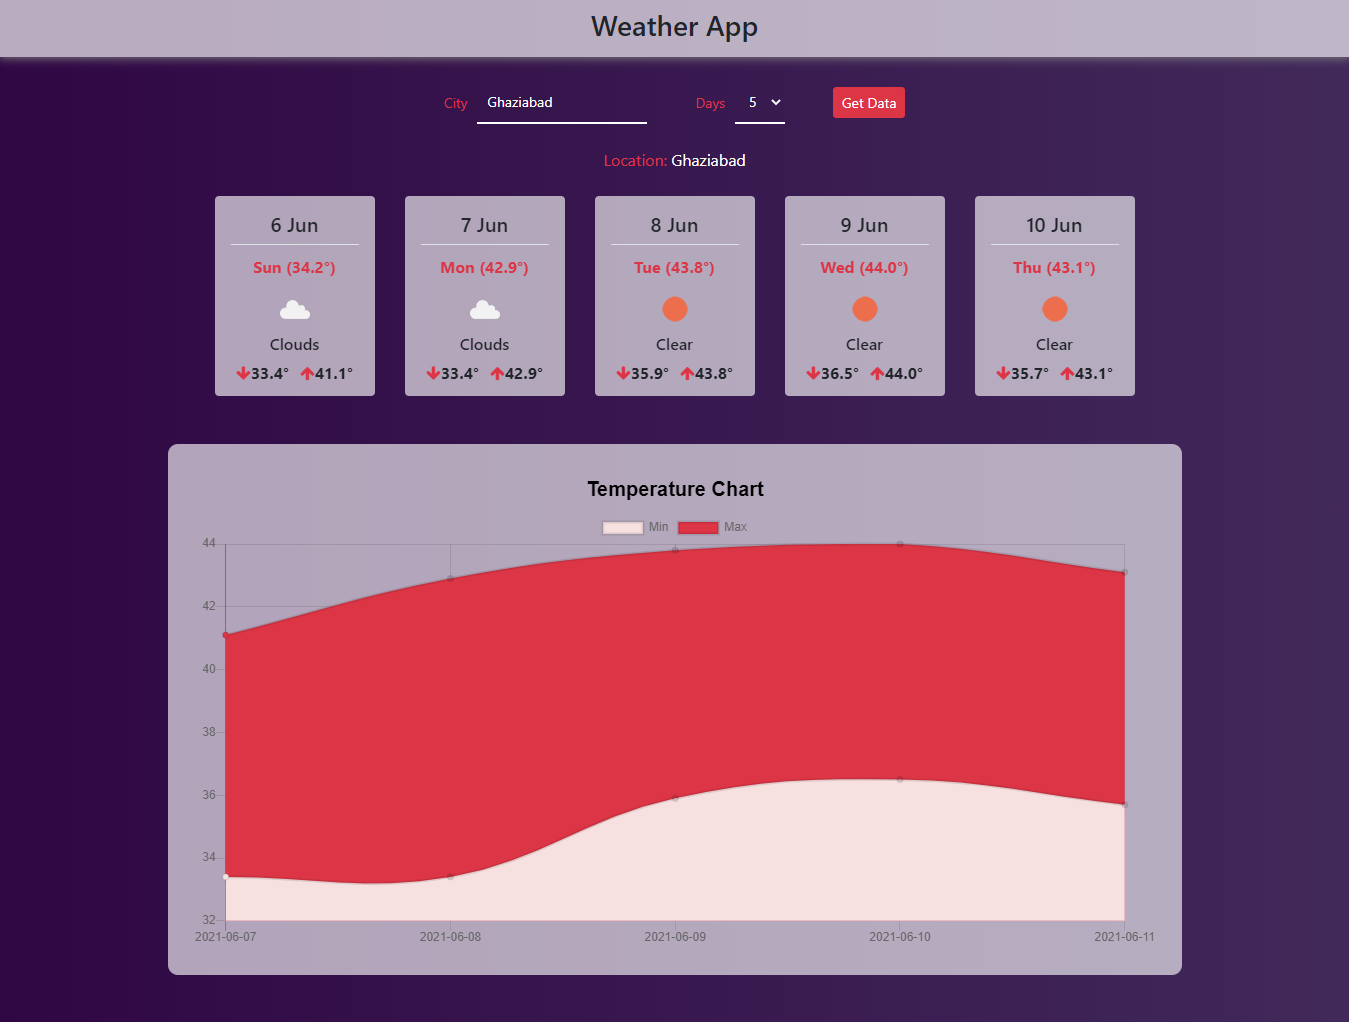 Weather App
City Ghaziabad Days 5 Get Data
Location: Ghaziabad
6 Jun
Sun (34.2°)
Clouds
33.4° 41.1°
7 Jun
Mon (42.9°)
Clouds
33.4° 42.9°
8 Jun
Tue (43.8°)
Clear
35.9° 43.8°
9 Jun
Wed (44.0°)
Clear
36.5° 44.0°
10 Jun
Thu (43.1°)
Clear
35.7° 43.1°
Temperature Chart
Min Max
44
42
40
38
36
34
32
2021-06-07 2021-06-08 2021-06-09 2021-06-10 2021-06-11